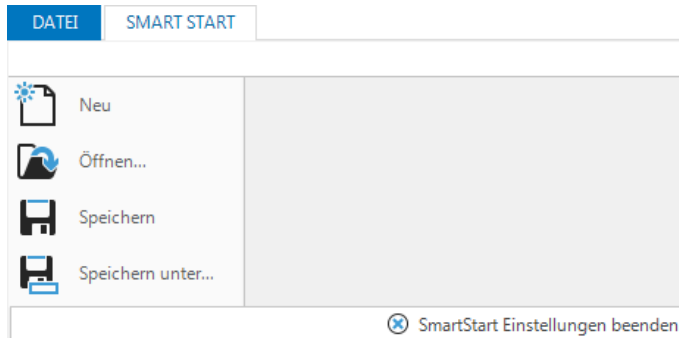 DATEI SMART START
Neu
Öffnen...
Speichern
Speichern unter...
SmartStart Einstellungen beenden